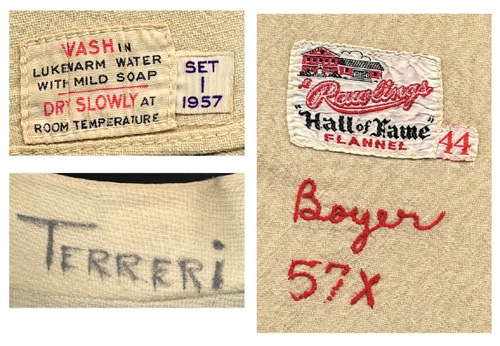 WASH IN
LUKEWARM WATER
WITH MILD SOAP
DRY SLOWLY AT
ROOM TEMPERATURE
SET
1
1957
TERRERi
Rawlings
"Hall of Fame"
FLANNEL
44
Boyer
57X